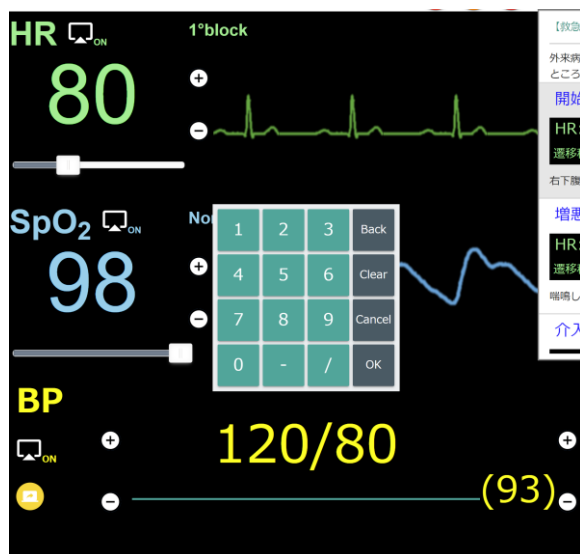 HR ON
1°block
80
SpO₂ ON
98
1 2 3 Back
4 5 6 Clear
7 8 9 Cancel
0 - / OK
BP
ON
120/80
(93)
【救急
外来病
ところ
開始
HR:
遷移
右下腹
増悪
HR:
遷移
喘鳴し
介入